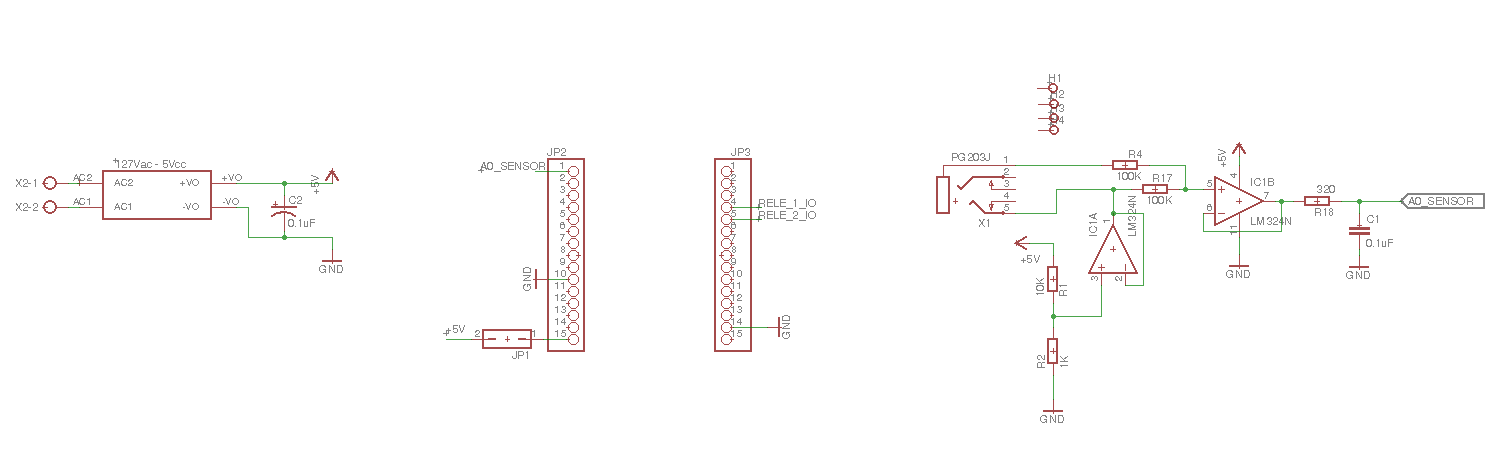 127Vac - 5Vcc
X2-1
AC2
AC2
+VO
+VO
+5V
X2-2
AC1
AC1
-VO
-VO
C2
0.1uF
GND
JP2
A0_SENSOR
1
2
3
4
5
6
7
8
9
10
11
12
13
14
15
GND
+5V
2
1
JP1
JP3
1
2
3
4
5
6
7
8
9
10
11
12
13
14
15
RELE_1_IO
RELE_2_IO
GND
H1
2
3
4
PG203J
1
2
3
4
5
X1
R4
100K
R17
100K
IC1A
LM324N
1
3
2
+5V
10K
R1
R2
1K
GND
+5V
4
IC1B
5
6
7
11
LM324N
GND
320
R18
C1
0.1uF
GND
A0_SENSOR